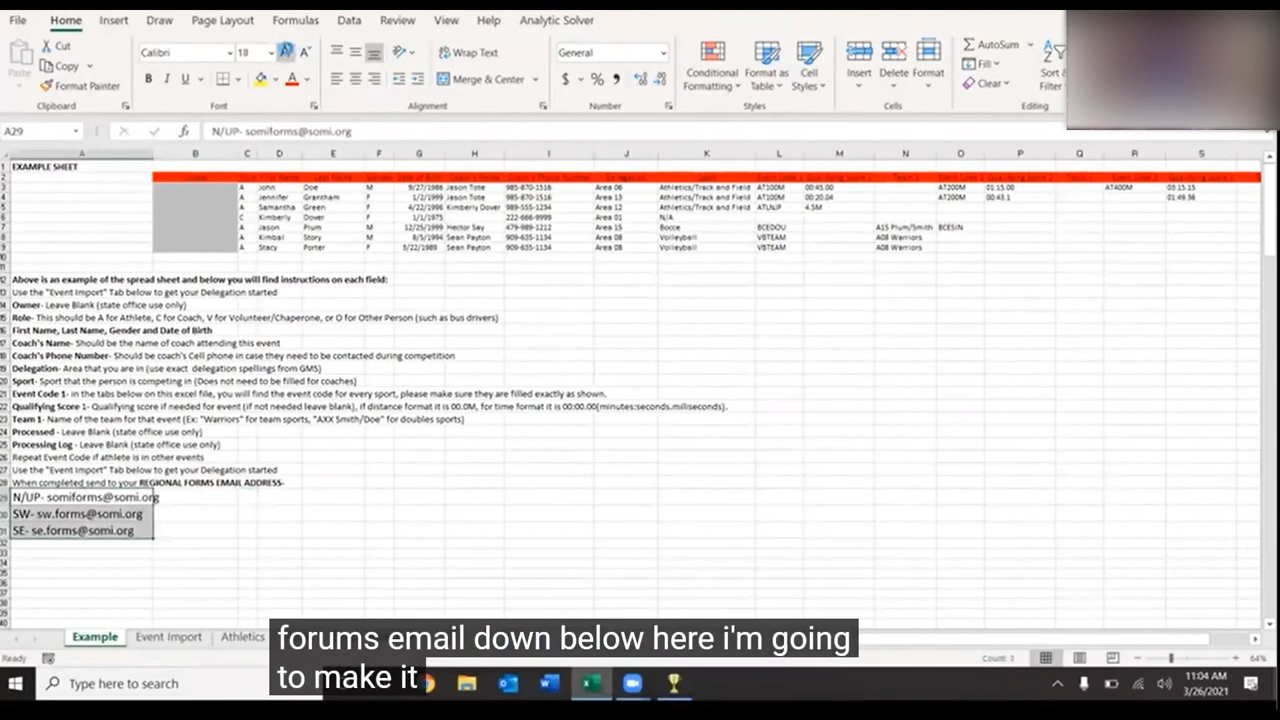 File Home Insert Draw Page Layout Formulas Data Review View Help Analytic Solver
Cut
Copy
Format Painter
Paste
Calibri 18
Wrap Text
Merge & Center
General
Conditional Formatting
Format as Table
Cell Styles
Insert Delete Format
AutoSum
Fill
Clear
Sort & Filter
Clipboard Font Alignment Number Styles Cells Editing
A29 N/UP- somiforms@somi.org
A B C D E F G H I J K L M N O P Q R S
EXAMPLE SHEET
A John Doe M 9/27/1986 Jason Tote 985-870-1516 Area 06 Athletics/Track and Field AT100M 00:45.00 AT200M 01:15.00 AT400M 03:15.15
A Jennifer Grantham F 1/2/1999 Jason Tote 985-870-1516 Area 13 Athletics/Track and Field AT100M 00:20.04 AT200M 00:43.1 01:49.36
A Samantha Green F 4/22/1996 Kimberly Dover 989-555-1234 Area 12 Athletics/Track and Field ATLNJP 4.5M
C Kimberly Dover F 1/1/1975 222-666-9999 Area 01 N/A
A Jason Plum M 12/25/1999 Hector Say 479-989-1212 Area 15 Bocce BCEDOU A15 Plum/Smith BCESIN
A Kimbal Story M 8/5/1994 Sean Payton 909-635-1134 Area 08 Volleyball VBTEAM A08 Warriors
A Stacy Porter F 3/22/1989 Sean Payton 909-635-1134 Area 08 Volleyball VBTEAM A08 Warriors
Above is an example of the spread sheet and below you will find instructions on each field:
Use the "Event Import" Tab below to get your Delegation started
Owner- Leave Blank (state office use only)
Role- This should be A for Athlete, C for Coach, V for Volunteer/Chaperone, or O for Other Person (such as bus drivers)
First Name, Last Name, Gender and Date of Birth
Coach's Name- Should be the name of coach attending this event
Coach's Phone Number- Should be coach's Cell phone in case they need to be contacted during competition
Delegation- Area that you are in (use exact delegation spellings from GMS)
Sport- Sport that the person is competing in (Does not need to be filled for coaches)
Event Code 1- in the tabs below on this excel file, you will find the event code for every sport, please make sure they are filled exactly as shown.
Qualifying Score 1- Qualifying score if needed for event (if not needed leave blank), if distance format it is 00.0M, for time format it is 00:00.00(minutes:seconds.miliseconds).
Team 1- Name of the team for that event (Ex: "Warriors" for team sports, "AXX Smith/Doe" for doubles sports)
Processed - Leave Blank (state office use only)
Processing Log - Leave Blank (state office use only)
Repeat Event Code if athlete is in other events
Use the "Event Import" Tab below to get your Delegation started
When completed send to your REGIONAL FORMS EMAIL ADDRESS-
N/UP- somiforms@somi.org
SW- sw.forms@somi.org
SE- se.forms@somi.org
Example Event Import Athletics
forums email down below here i'm going
to make it
Ready Count: 3 64%
Type here to search
11:04 AM
3/26/2021